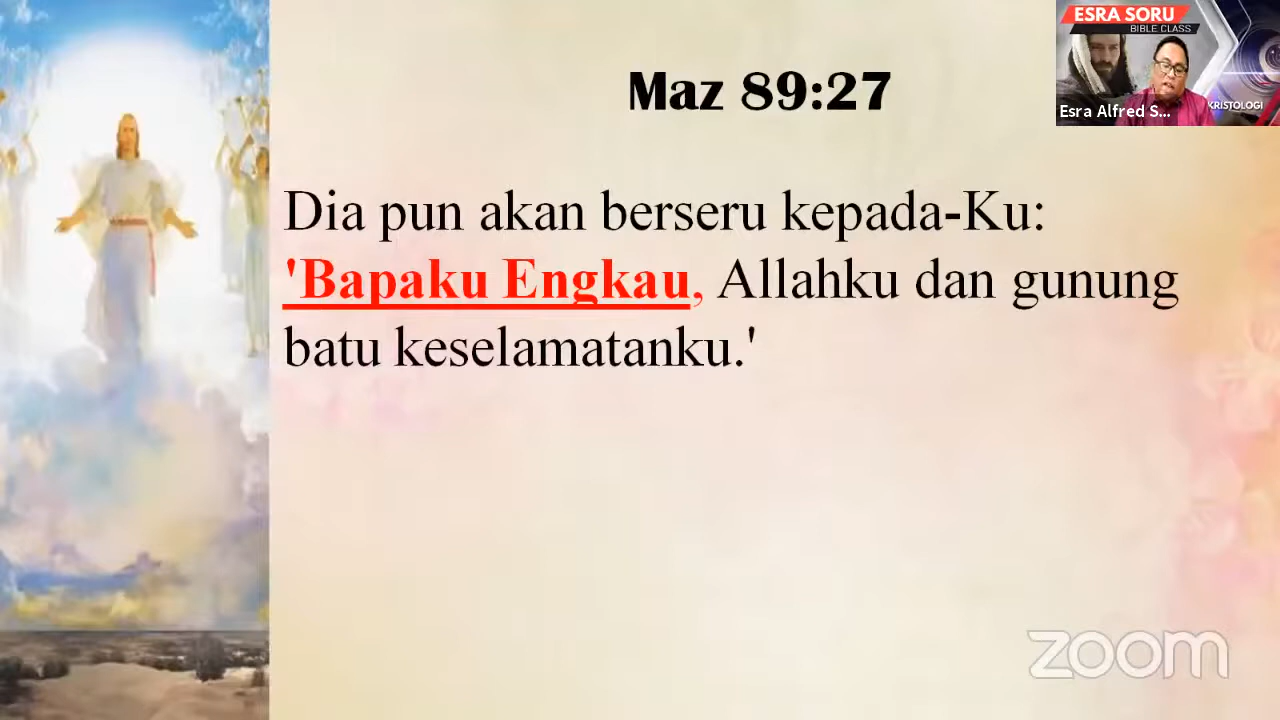 Maz 89:27
ESRA SORU
BIBLE CLASS
KRISTOLOGI
Esra Alfred S...
Dia pun akan berseru kepada-Ku:
'Bapaku Engkau, Allahku dan gunung
batu keselamatanku.'
zoom